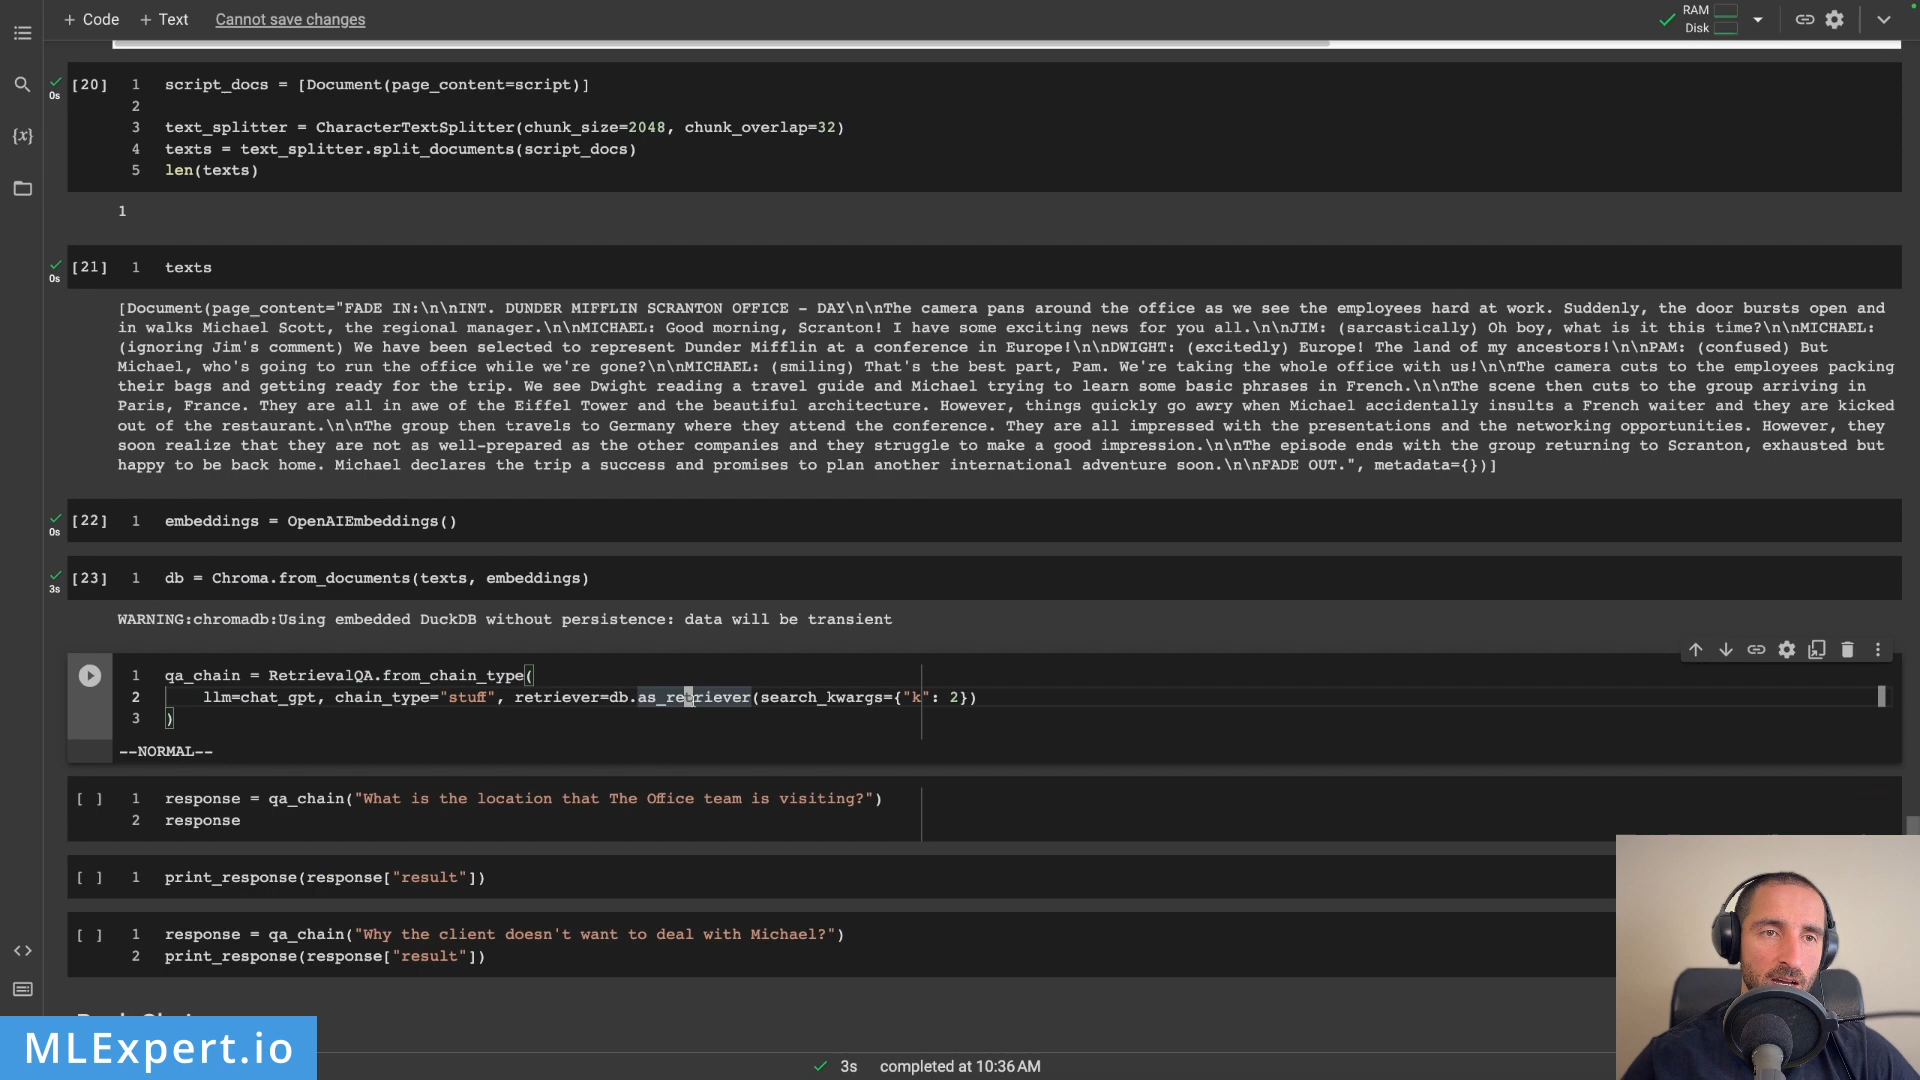 + Code + Text Cannot save changes
RAM
Disk
[20] 1 script_docs = [Document(page_content=script)]
0s
2
3 text_splitter = CharacterTextSplitter(chunk_size=2048, chunk_overlap=32)
4 texts = text_splitter.split_documents(script_docs)
5 len(texts)
1
[21] 1 texts
0s
[Document(page_content="FADE IN:\n\nINT. DUNDER MIFFLIN SCRANTON OFFICE - DAY\n\nThe camera pans around the office as we see the employees hard at work. Suddenly, the door bursts open and
in walks Michael Scott, the regional manager.\n\nMICHAEL: Good morning, Scranton! I have some exciting news for you all.\n\nJIM: (sarcastically) Oh boy, what is it this time?\n\nMICHAEL:
(ignoring Jim's comment) We have been selected to represent Dunder Mifflin at a conference in Europe!\n\nDWIGHT: (excitedly) Europe! The land of my ancestors!\n\nPAM: (confused) But
Michael, who's going to run the office while we're gone?\n\nMICHAEL: (smiling) That's the best part, Pam. We're taking the whole office with us!\n\nThe camera cuts to the employees packing
their bags and getting ready for the trip. We see Dwight reading a travel guide and Michael trying to learn some basic phrases in French.\n\nThe scene then cuts to the group arriving in
Paris, France. They are all in awe of the Eiffel Tower and the beautiful architecture. However, things quickly go awry when Michael accidentally insults a French waiter and they are kicked
out of the restaurant.\n\nThe group then travels to Germany where they attend the conference. They are all impressed with the presentations and the networking opportunities. However, they
soon realize that they are not as well-prepared as the other companies and they struggle to make a good impression.\n\nThe episode ends with the group returning to Scranton, exhausted but
happy to be back home. Michael declares the trip a success and promises to plan another international adventure soon.\n\nFADE OUT.", metadata={})]
[22] 1 embeddings = OpenAIEmbeddings()
0s
[23] 1 db = Chroma.from_documents(texts, embeddings)
3s
WARNING:chromadb:Using embedded DuckDB without persistence: data will be transient
1 qa_chain = RetrievalQA.from_chain_type(
2 llm=chat_gpt, chain_type="stuff", retriever=db.as_retriever(search_kwargs={"k": 2})
3 )
--NORMAL--
[ ] 1 response = qa_chain("What is the location that The Office team is visiting?")
2 response
[ ] 1 print_response(response["result"])
[ ] 1 response = qa_chain("Why the client doesn't want to deal with Michael?")
2 print_response(response["result"])
MLExpert.io
3s completed at 10:36 AM